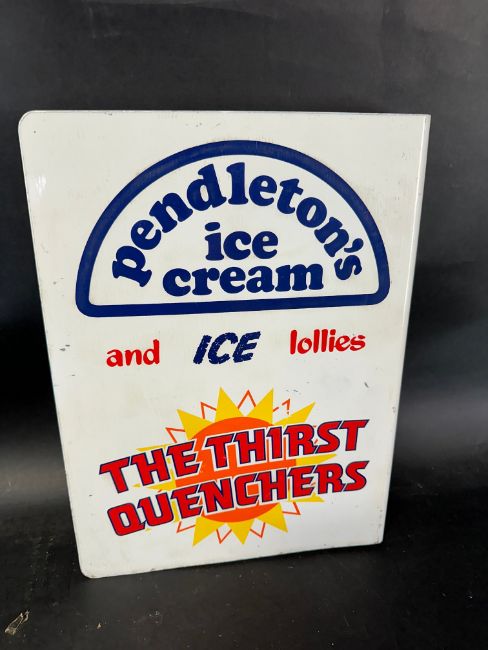 pendleton's
ice
cream
and ICE lollies
THE THIRST
QUENCHERS